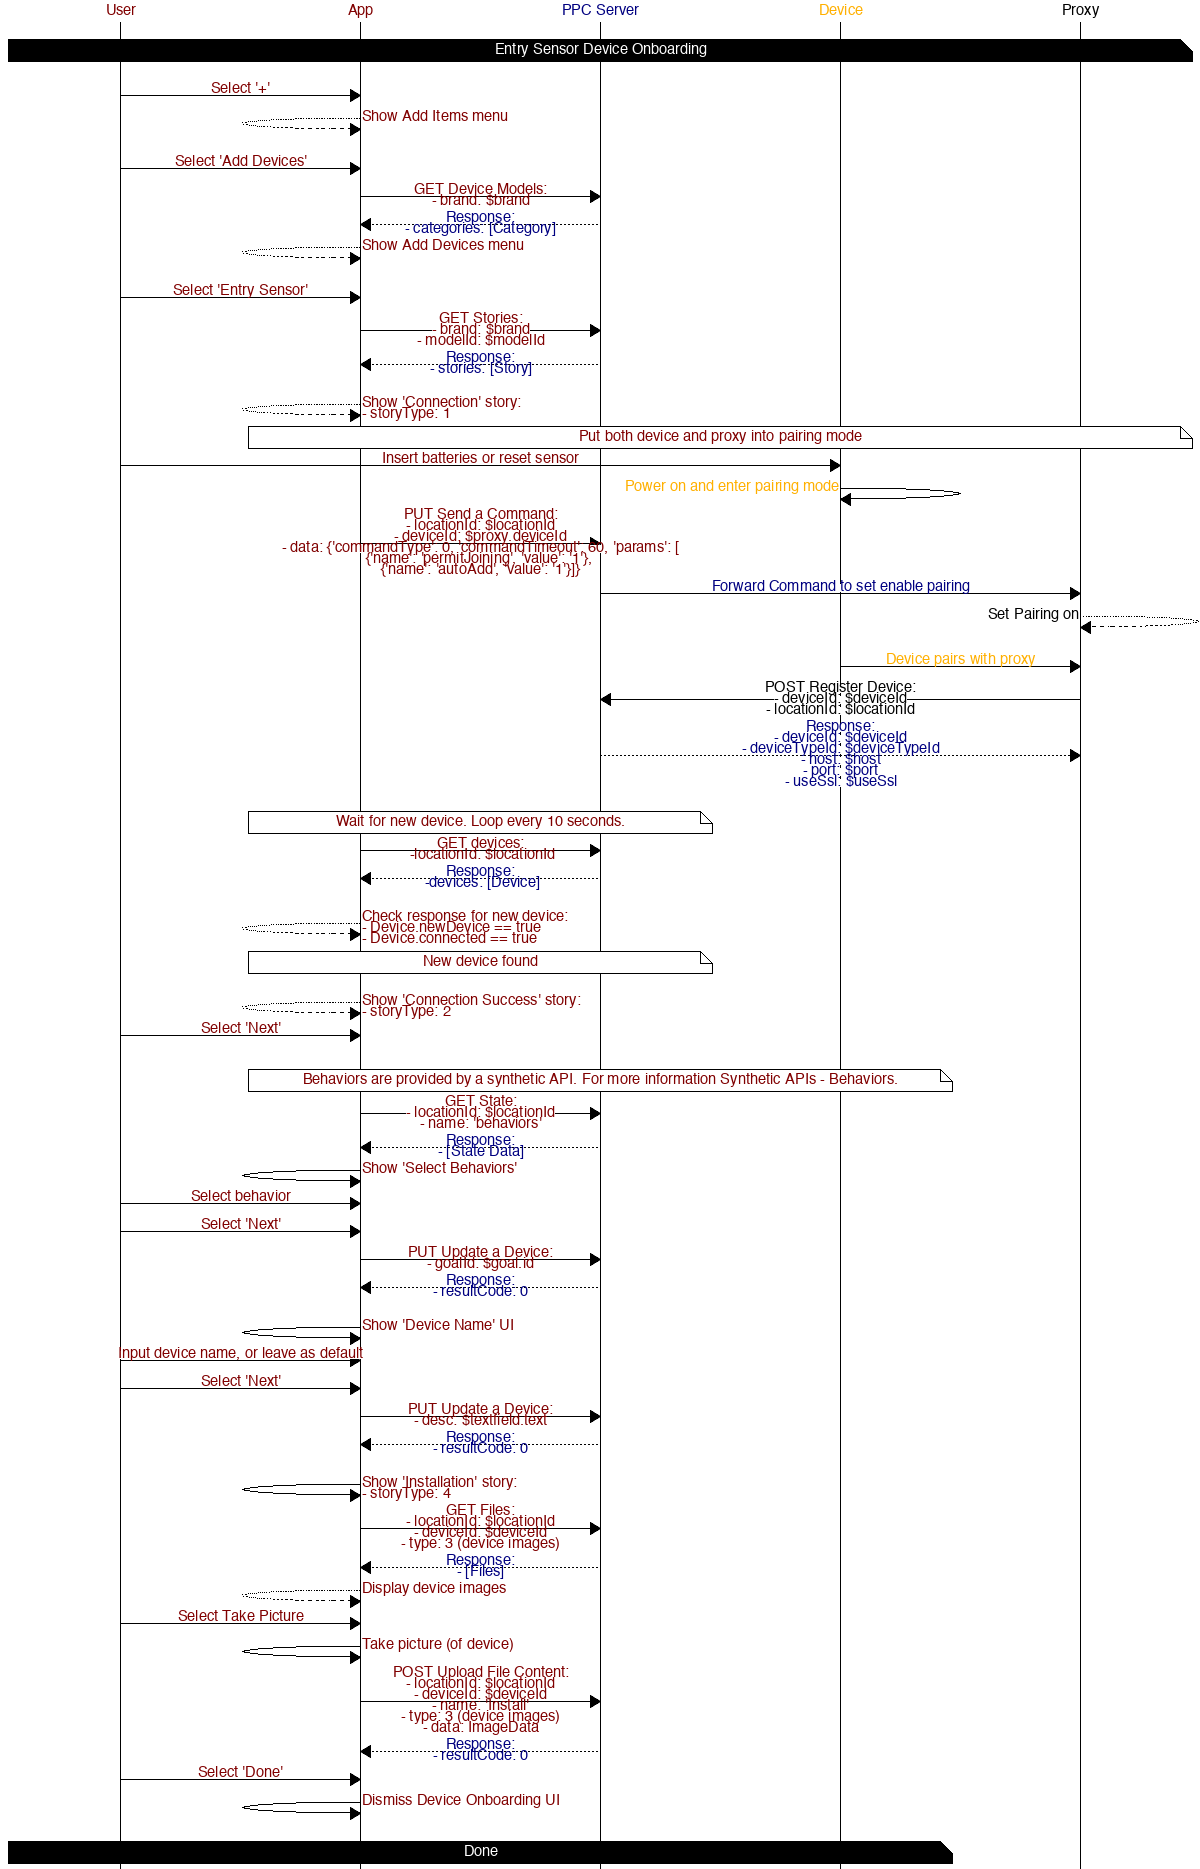 User App PPC Server Device Proxy
Entry Sensor Device Onboarding
Select '+'
Show Add Items menu
Select 'Add Devices'
GET Device Models:
- brand: $brand
Response:
- categories: [Category]
Show Add Devices menu
Select 'Entry Sensor'
GET Stories:
- brand: $brand
- modelId: $modelId
Response:
- stories: [Story]
Show 'Connection' story:
- storyType: 1
Put both device and proxy into pairing mode
Insert batteries or reset sensor
Power on and enter pairing mode
PUT Send a Command:
- locationId: $locationId
- deviceId: $proxy.deviceId
- data: {'commandType': 0, 'commandTimeout': 60, 'params': [
{'name': 'permitJoining', 'value': '1'},
{'name': 'autoAdd', 'value': '1'}]}
Forward Command to set enable pairing
Set Pairing on
Device pairs with proxy
POST Register Device:
- deviceId: $deviceId
- locationId: $locationId
Response:
- deviceId: $deviceId
- deviceTypeId: $deviceTypeId
- host: $host
- port: $port
- useSsl: $useSsl
Wait for new device. Loop every 10 seconds.
GET devices:
-locationId: $locationId
Response:
-devices: [Device]
Check response for new device:
- Device.newDevice == true
- Device.connected == true
New device found
Show 'Connection Success' story:
- storyType: 2
Select 'Next'
Behaviors are provided by a synthetic API. For more information Synthetic APIs - Behaviors.
GET State:
- locationId: $locationId
- name: 'behaviors'
Response:
- [State Data]
Show 'Select Behaviors'
Select behavior
Select 'Next'
PUT Update a Device:
- goalId: $goal.id
Response:
- resultCode: 0
Show 'Device Name' UI
Input device name, or leave as default
Select 'Next'
PUT Update a Device:
- desc: $textfield.text
Response:
- resultCode: 0
Show 'Installation' story:
- storyType: 4
GET Files:
- locationId: $locationId
- deviceId: $deviceId
- type: 3 (device images)
Response:
- [Files]
Display device images
Select Take Picture
Take picture (of device)
POST Upload File Content:
- locationId: $locationId
- deviceId: $deviceId
- name: 'Install'
- type: 3 (device images)
- data: ImageData
Response:
- resultCode: 0
Select 'Done'
Dismiss Device Onboarding UI
Done